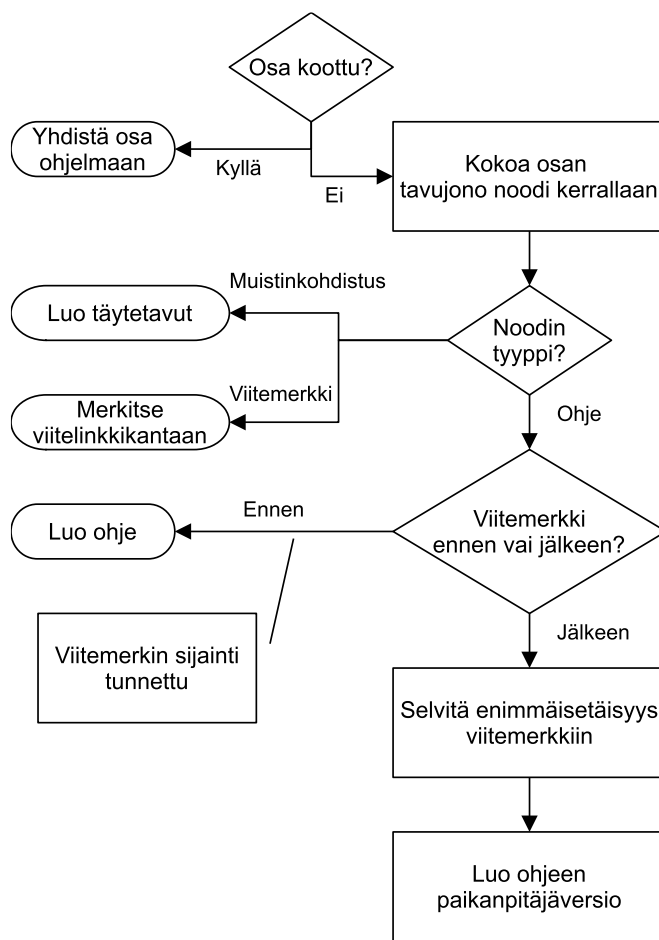 Osa koottu?
Yhdistä osa
ohjelmaan
Kyllä
Ei
Kokoa osan
tavujono noodi kerrallaan
Muistinkohdistus
Luo täytetavut
Noodin
tyyppi?
Viitemerkki
Merkitse
viitelinkkikantaan
Ohje
Ennen
Luo ohje
Viitemerkki
ennen vai jälkeen?
Viitemerkin sijainti
tunnettu
Jälkeen
Selvitä enimmäisetäisyys
viitemerkkiin
Luo ohjeen
paikanpitäjäversio